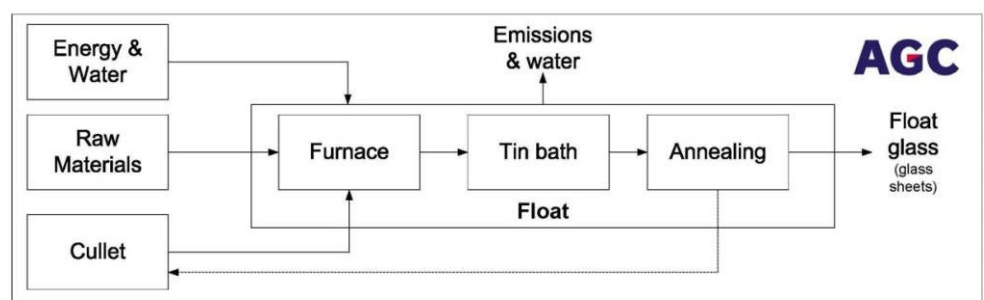 Energy &
Water
Emissions
& water
AGC
Raw
Materials
Furnace
Tin bath
Annealing
Float
glass
(glass
sheets)
Float
Cullet